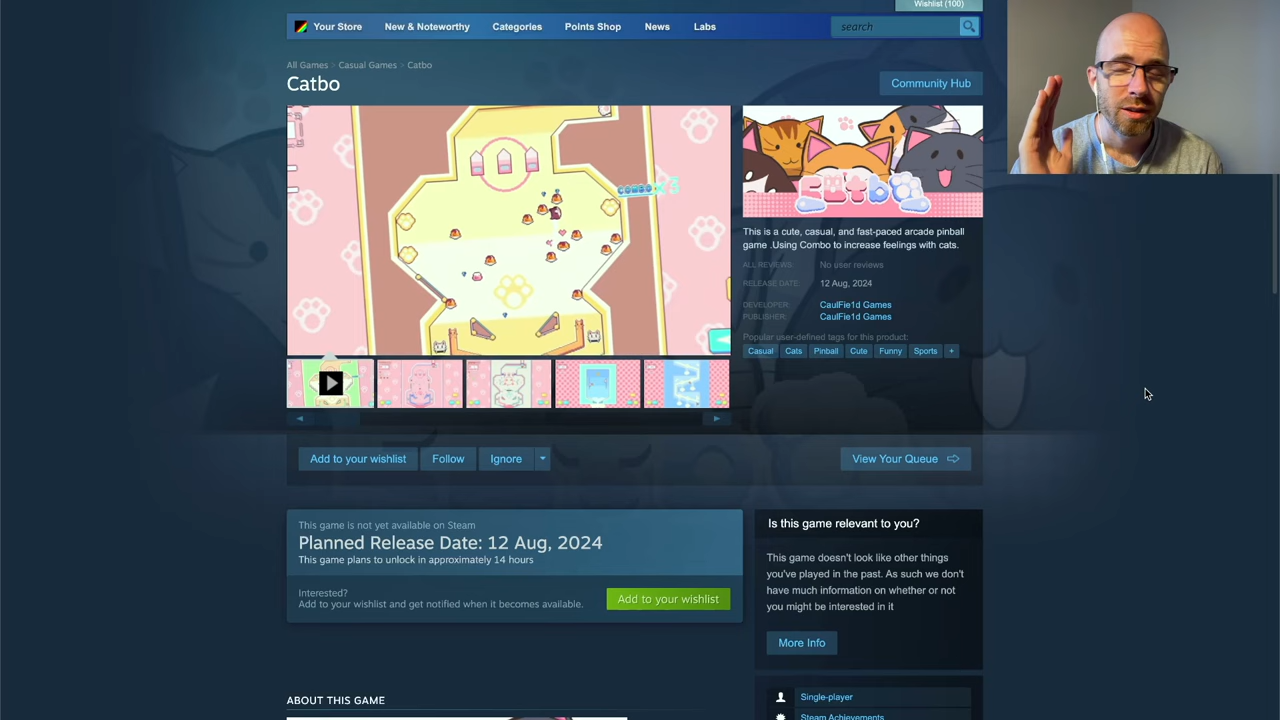 Wishlist (100)
Your Store
New & Noteworthy
Categories
Points Shop
News
Labs
search
All Games > Casual Games > Catbo
Catbo
Community Hub
COMBO x5
CatbO
This is a cute, casual, and fast-paced arcade pinball
game .Using Combo to increase feelings with cats.
ALL REVIEWS:
No user reviews
RELEASE DATE:
12 Aug, 2024
DEVELOPER:
CaulFie1d Games
PUBLISHER:
CaulFie1d Games
Popular user-defined tags for this product:
Casual
Cats
Pinball
Cute
Funny
Sports
+
Add to your wishlist
Follow
Ignore
View Your Queue
This game is not yet available on Steam
Planned Release Date: 12 Aug, 2024
This game plans to unlock in approximately 14 hours
Interested?
Add to your wishlist and get notified when it becomes available.
Add to your wishlist
Is this game relevant to you?
This game doesn't look like other things
you've played in the past. As such we don't
have much information on whether or not
you might be interested in it
More Info
ABOUT THIS GAME
Single-player
Steam Achievements